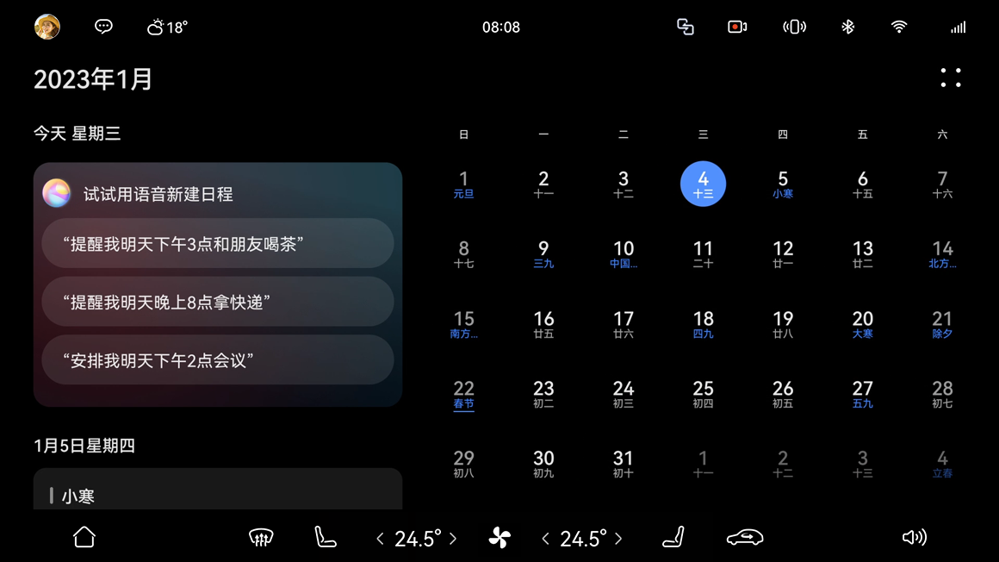 18°
08:08
2023年1月
今天 星期三
试试用语音新建日程
“提醒我明天下午3点和朋友喝茶”
“提醒我明天晚上8点拿快递”
“安排我明天下午2点会议”
1月5日星期四
小寒
日 一 二 三 四 五 六
1 2 3 4 5 6 7
元旦 十一 十二 十三 小寒 十五 十六
8 9 10 11 12 13 14
十七 三九 中国... 二十 廿一 廿二 北方...
15 16 17 18 19 20 21
南方... 廿五 廿六 四九 廿八 大寒 除夕
22 23 24 25 26 27 28
春节 初二 初三 初四 初五 五九 初七
29 30 31 1 2 3 4
初八 初九 初十 十一 十二 十三 立春
24.5° 24.5°